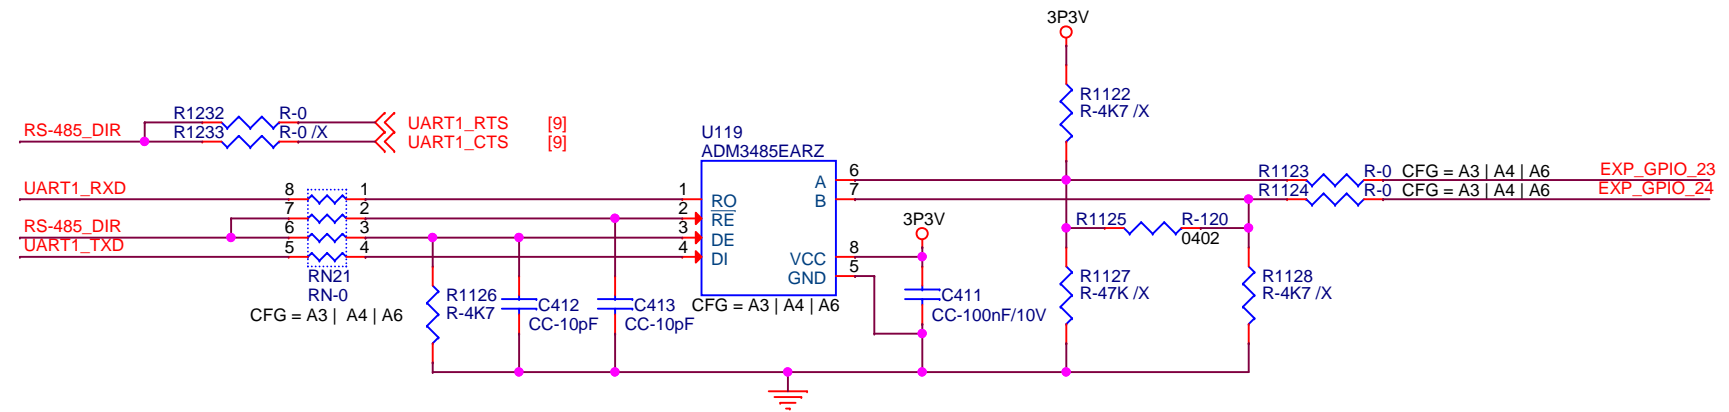 3P3V
R1122
R-4K7 /X
R1232 R-0
RS-485_DIR R1233 R-0 /X
UART1_RTS [9]
UART1_CTS [9]
U119
ADM3485EARZ
UART1_RXD 8 1 1 RO
7 2 2 RE
RS-485_DIR 6 3 3 DE
UART1_TXD 5 4 4 DI
RN21
RN-0
CFG = A3 | A4 | A6
A 6
B 7
VCC 8
GND 5
CFG = A3 | A4 | A6
R1123 R-0 CFG = A3 | A4 | A6 EXP_GPIO_23
R1124 R-0 CFG = A3 | A4 | A6 EXP_GPIO_24
3P3V
R1125 R-120
0402
R1126
R-4K7
C412
CC-10pF
C413
CC-10pF
C411
CC-100nF/10V
R1127
R-47K /X
R1128
R-4K7 /X